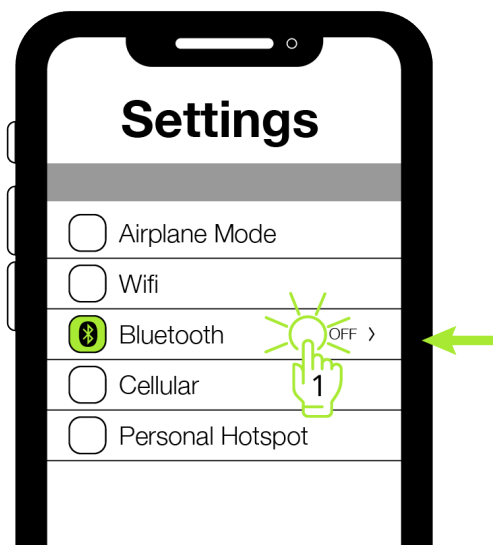 Settings
Airplane Mode
Wifi
Bluetooth OFF >
1
Cellular
Personal Hotspot